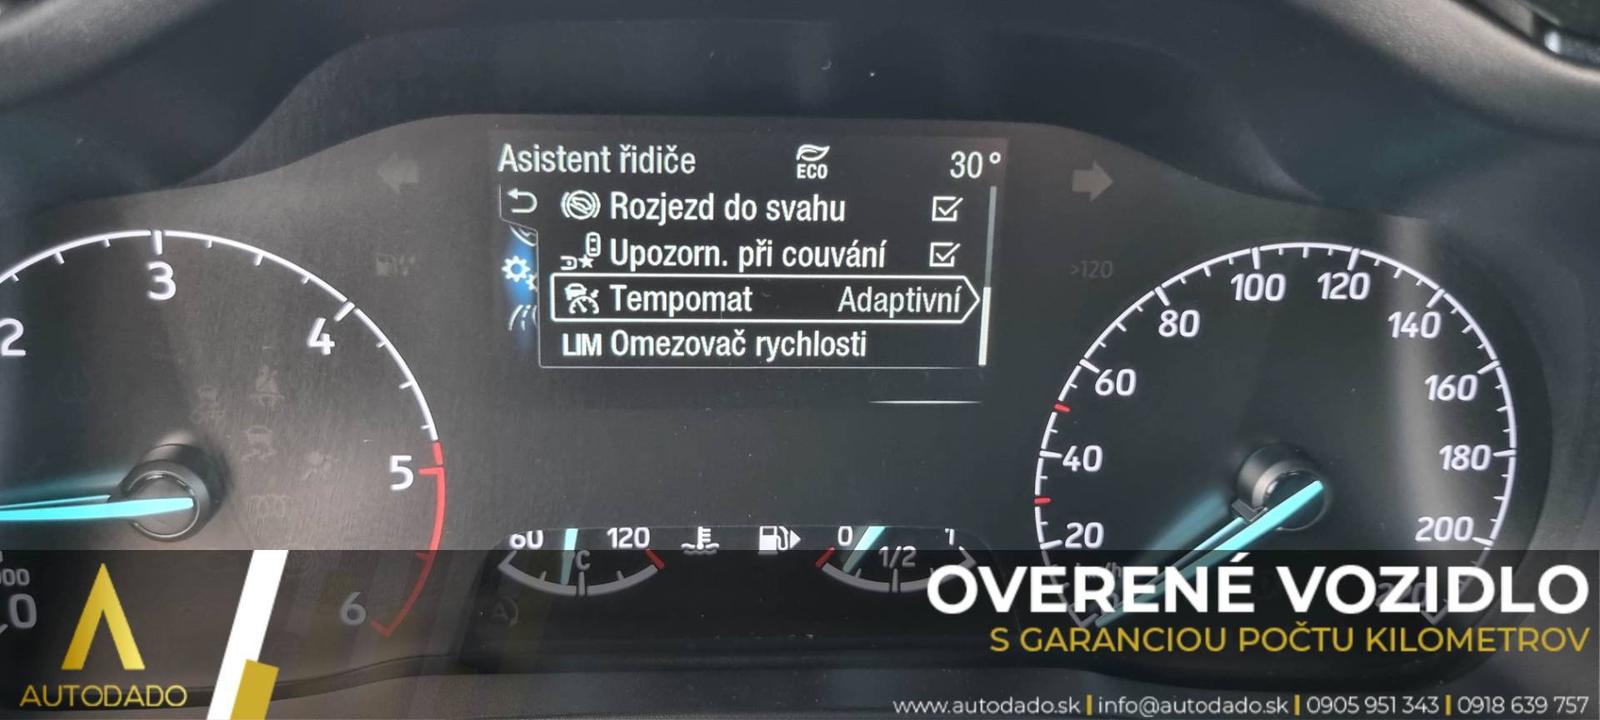 Asistent řidiče ECO 30°
Rozjezd do svahu
Upozorn. při couvání
Tempomat Adaptivní
LIM Omezovač rychlosti
>120
2 3 4 5 6
20 40 60 80 100 120 140 160 180 200
60 120
C
0 1/2 1
OVERENÉ VOZIDLO
S GARANCIOU POČTU KILOMETROV
AUTODADO
www.autodado.sk | info@autodado.sk | 0905 951 343 | 0918 639 757